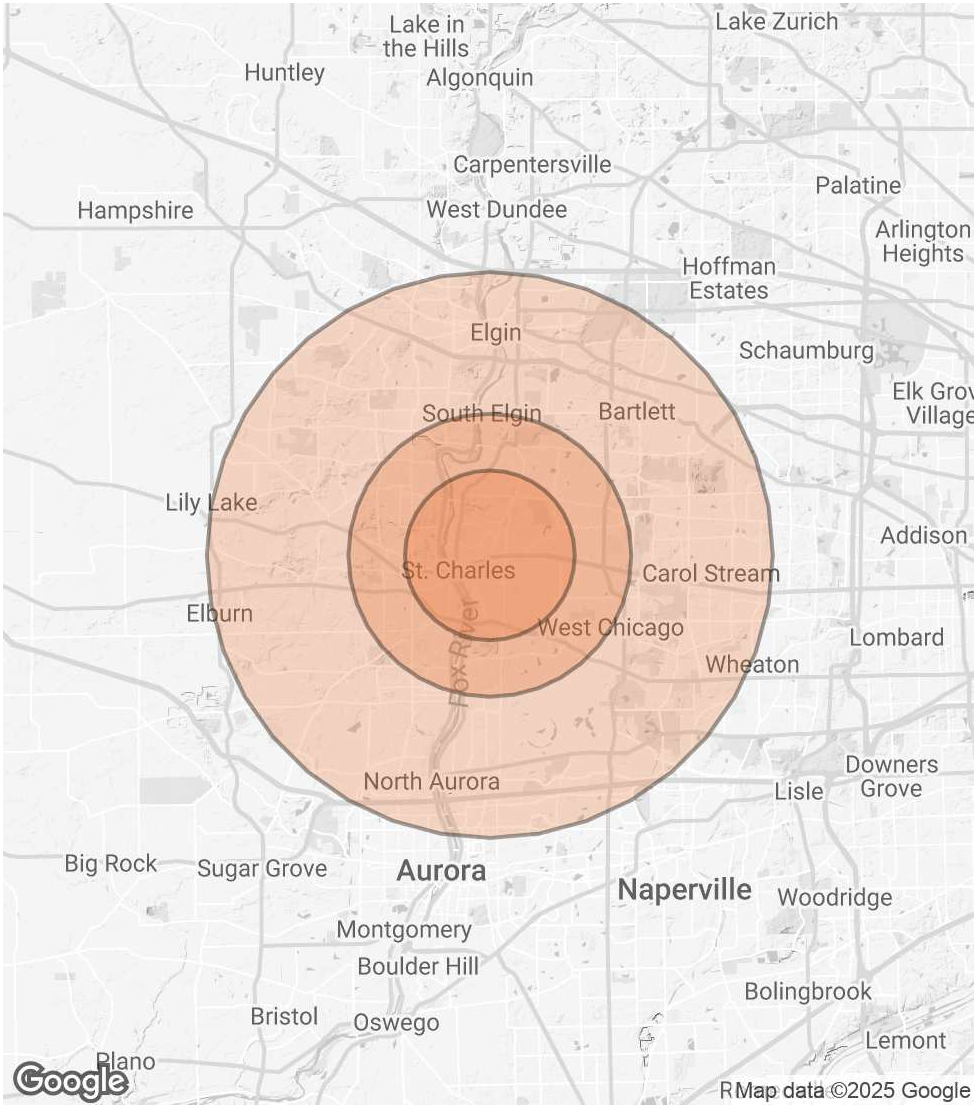 Lake in
the Hills
Lake Zurich
Huntley
Algonquin
Carpentersville
Palatine
Hampshire
West Dundee
Arlington
Heights
Hoffman
Estates
Elgin
Schaumburg
Elk Grov
Village
South Elgin
Bartlett
Lily Lake
Addison
St. Charles
Carol Stream
Elburn
West Chicago
Lombard
Fox River
Wheaton
North Aurora
Downers
Grove
Lisle
Big Rock
Sugar Grove
Aurora
Naperville
Woodridge
Montgomery
Boulder Hill
Bolingbrook
Bristol
Oswego
Lemont
Plano
Google
Map data ©2025 Google